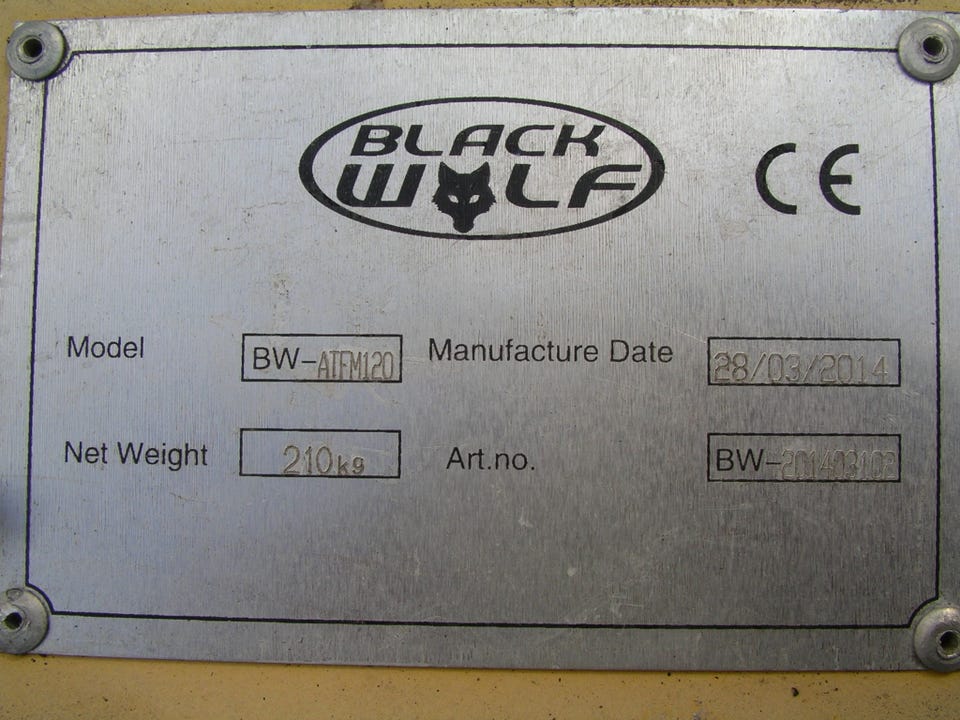 BLACK
WOLF
CE
Model BW-ATFM120 Manufacture Date 28/03/2014
Net Weight 210kg Art.no. BW-201403102